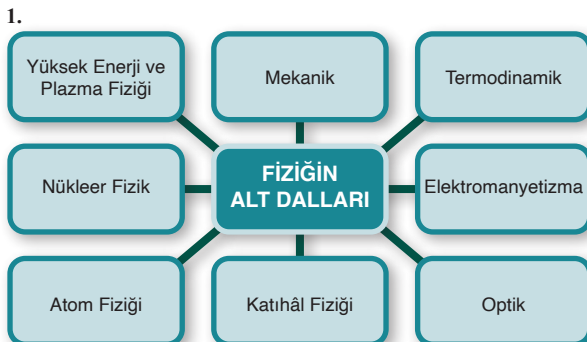 1.
Yüksek Enerji ve
Plazma Fiziği
Mekanik
Termodinamik
Nükleer Fizik
FİZİĞİN
ALT DALLARI
Elektromanyetizma
Atom Fiziği
Katıhâl Fiziği
Optik